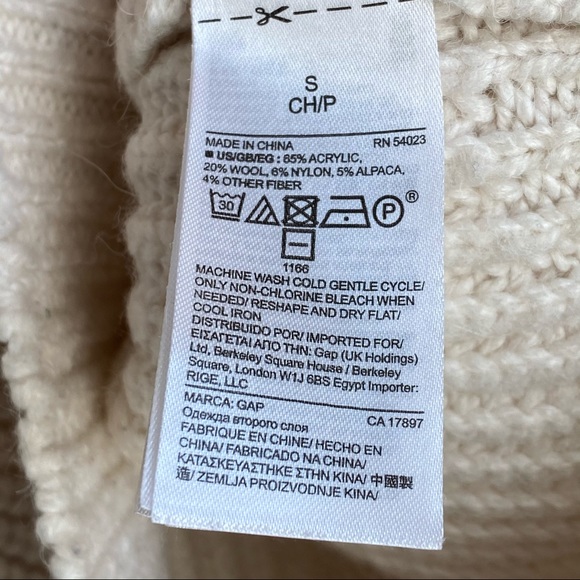 S
CH/P
MADE IN CHINA RN 54023
■ US/GB/EG : 65% ACRYLIC,
20% WOOL, 6% NYLON, 5% ALPACA,
4% OTHER FIBER
30 P ®
1166
MACHINE WASH COLD GENTLE CYCLE/
ONLY NON-CHLORINE BLEACH WHEN
NEEDED/ RESHAPE AND DRY FLAT/
COOL IRON
DISTRIBUIDO POR/ IMPORTED FOR/
ΕΙΣΑΓΕΤΑΙ ΑΠΟ ΤΗΝ: Gap (UK Holdings)
Ltd, Berkeley Square House / Berkeley
Square, London W1J 6BS Egypt Importer:
RIGE, LLC
MARCA: GAP CA 17897
Одежда второго слоя
FABRIQUE EN CHINE/ HECHO EN
CHINA/ FABRICADO NA CHINA/
ΚΑΤΑΣΚΕΥΑΣΤΗΚΕ ΣΤΗΝ ΚΙΝΑ/ 中國製
造/ ZEMLJA PROIZVODNJE KINA/